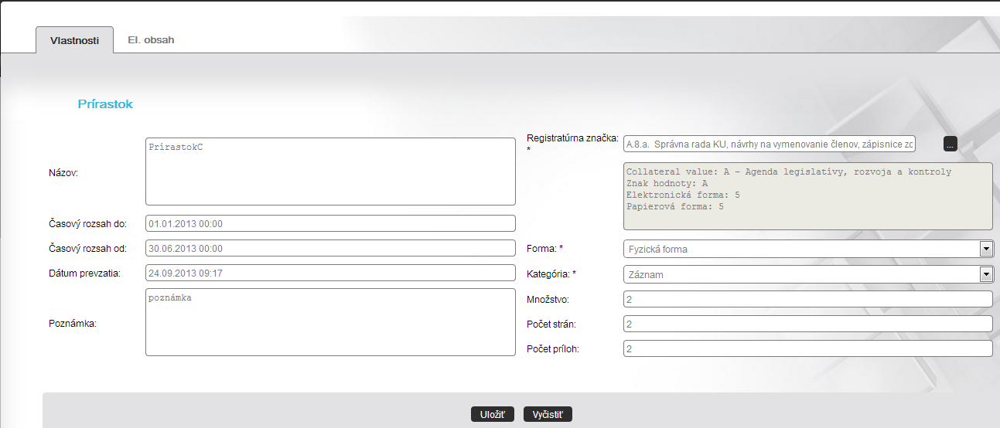 Vlastnosti
El. obsah
Prírastok
Názov:
PrírastokC
Časový rozsah do:
01.01.2013 00:00
Časový rozsah od:
30.06.2013 00:00
Dátum prevzatia:
24.09.2013 09:17
Poznámka:
poznámka
Registratúrna značka:
*
A.8.a. Správna rada KU, návrhy na vymenovanie členov, zápisnice zo
...
Collateral value: A - Agenda legislatívy, rozvoja a kontroly
Znak hodnoty: A
Elektronická forma: 5
Papierová forma: 5
Forma: *
Fyzická forma
Kategória: *
Záznam
Množstvo:
2
Počet strán:
2
Počet príloh:
2
Uložiť
Vyčistiť